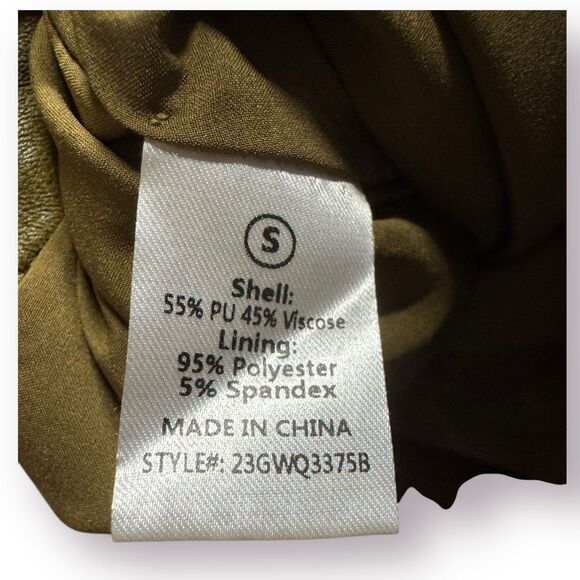 S
Shell:
55% PU 45% Viscose
Lining:
95% Polyester
5% Spandex
MADE IN CHINA
STYLE#: 23GWQ3375B